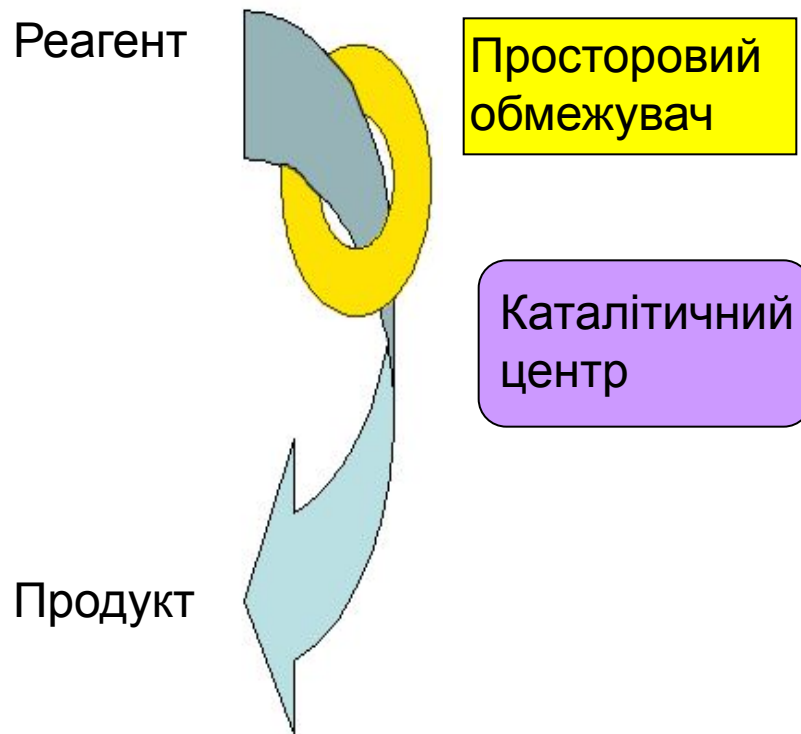 Реагент
Просторовий
обмежувач
Каталітичний
центр
Продукт